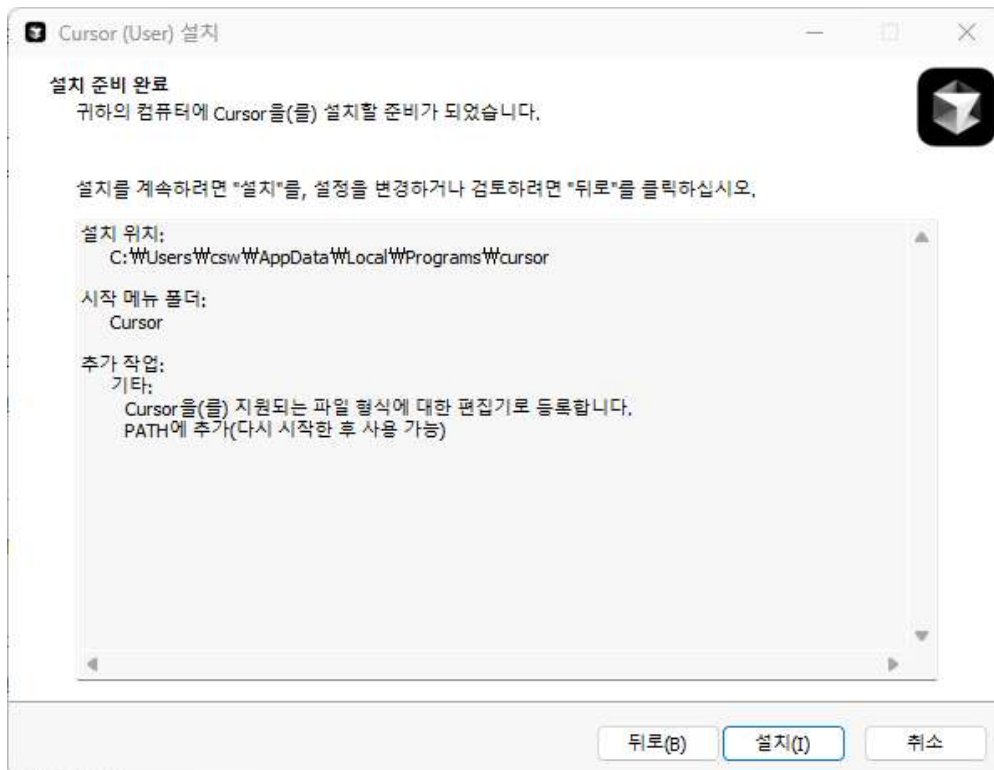 Cursor (User) 설치
설치 준비 완료
귀하의 컴퓨터에 Cursor을(를) 설치할 준비가 되었습니다.
설치를 계속하려면 "설치"를, 설정을 변경하거나 검토하려면 "뒤로"를 클릭하십시오.
설치 위치:
C:₩Users₩csw₩AppData₩Local₩Programs₩cursor
시작 메뉴 폴더:
Cursor
추가 작업:
기타:
Cursor을(를) 지원되는 파일 형식에 대한 편집기로 등록합니다.
PATH에 추가(다시 시작한 후 사용 가능)
뒤로(B) 설치(I) 취소